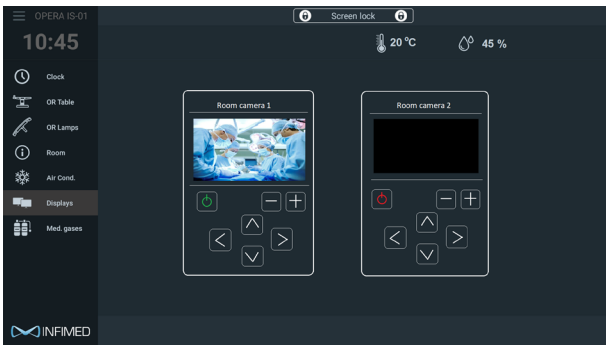 OPERA IS-01
Screen lock
10:45
20 °C
45 %
Clock
OR Table
OR Lamps
Room
Air Cond.
Displays
Med. gases
Room camera 1
Room camera 2
INFIMED